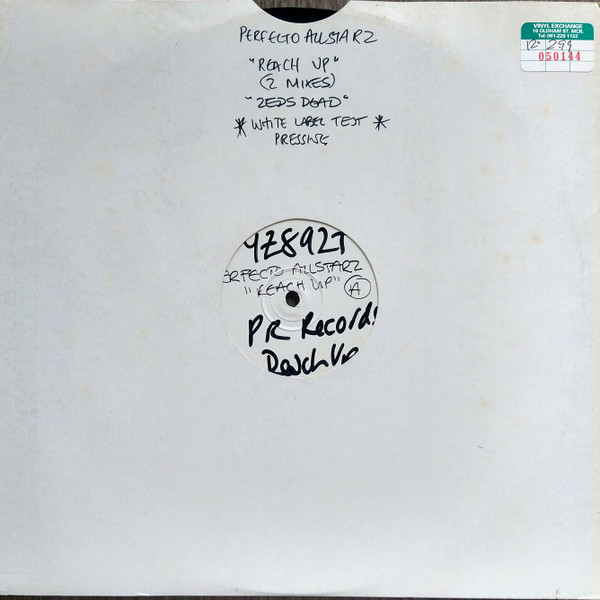 PERFECTO ALLSTARZ
"REACH UP"
(2 MIXES)
"ZEDS DEAD"
* WHITE LABEL TEST *
PRESSING
VINYL EXCHANGE
18 OLDHAM ST. MCR.
Tel: 061-228 1122
12" 299
050144
YZ892T
ERFECTO ALLSTARZ
"REACH UP" A
PR Records
Reach Up